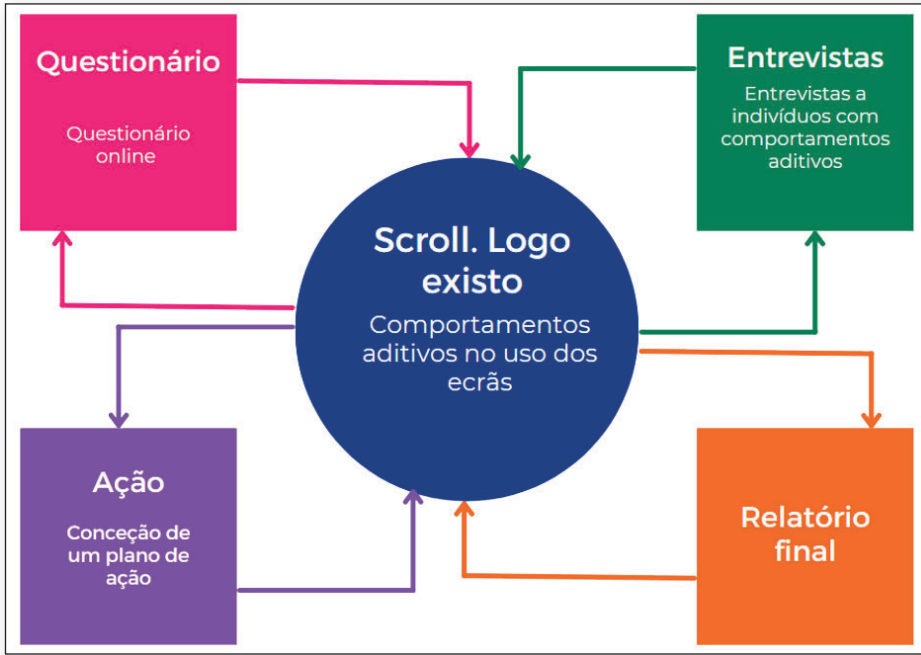 Questionário
Questionário
online
Entrevistas
Entrevistas a
indivíduos com
comportamentos
aditivos
Scroll. Logo
existo
Comportamentos
aditivos no uso dos
ecrãs
Ação
Conceção de
um plano de
ação
Relatório
final